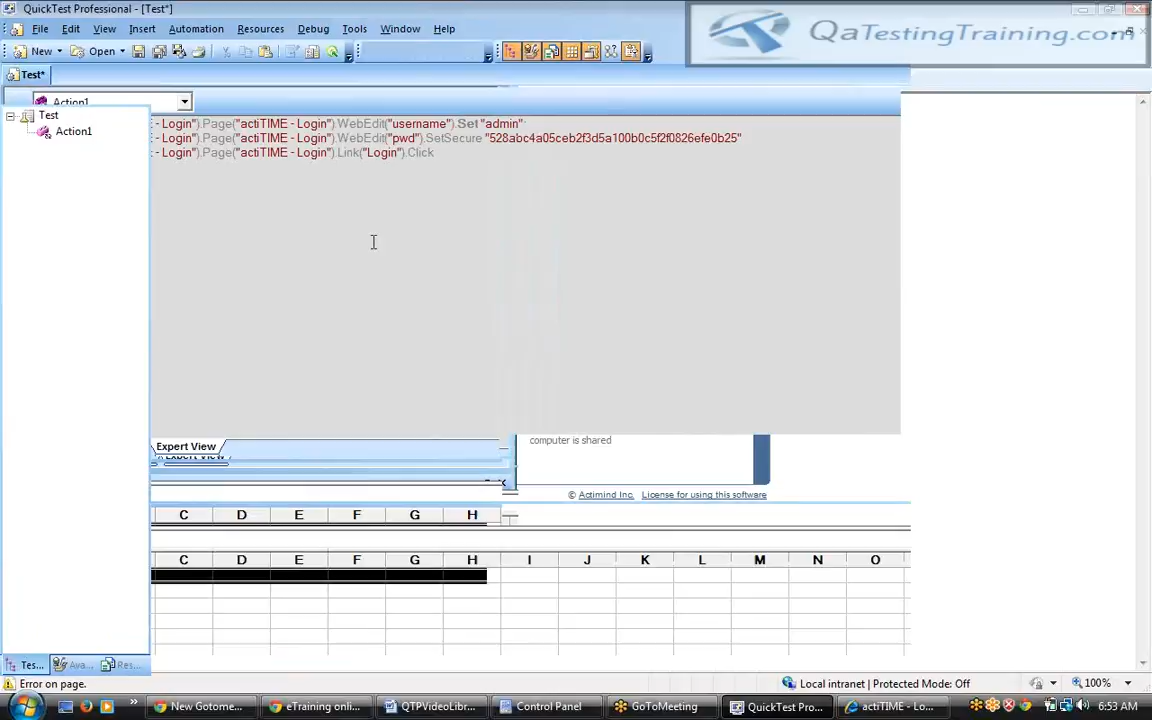 QuickTest Professional - [Test*]
QaTestingTraining.com
File Edit View Insert Automation Resources Debug Tools Window Help
New Open
Test*
Action1
Test
Action1
- Login").Page("actiTIME - Login").WebEdit("username").Set "admin"
- Login").Page("actiTIME - Login").WebEdit("pwd").SetSecure "528abc4a05ceb2f3d5a100b0c5f2f0826efe0b25"
- Login").Page("actiTIME - Login").Link("Login").Click
computer is shared
Expert View
© Actimind Inc. License for using this software
C D E F G H
C D E F G H I J K L M N O
Tes... Ava... Res...
Error on page.
Local intranet | Protected Mode: Off
100%
New Gotome...
eTraining onli...
QTPVideoLibr...
Control Panel
GoToMeeting
QuickTest Pro...
actiTIME - Lo...
6:53 AM